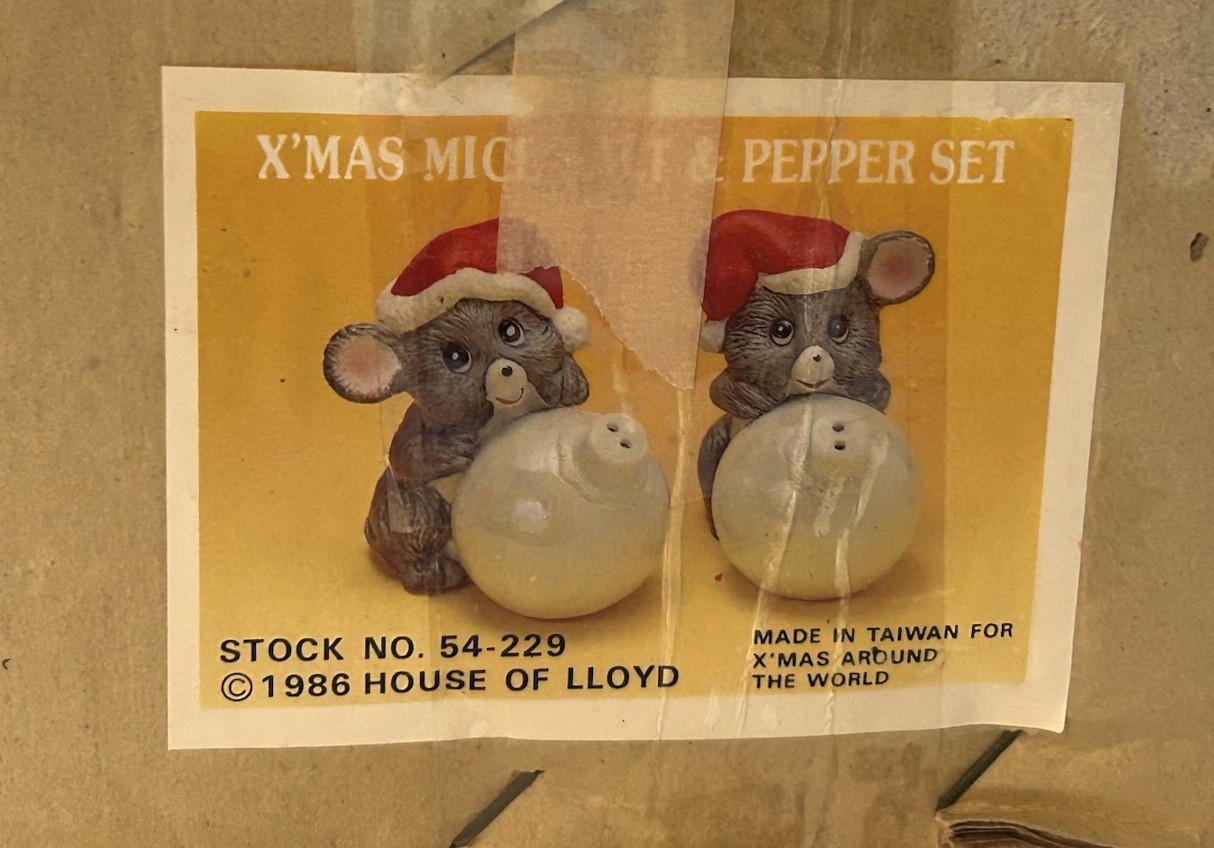 X'MAS MIC & PEPPER SET
STOCK NO. 54-229
©1986 HOUSE OF LLOYD
MADE IN TAIWAN FOR
X'MAS AROUND
THE WORLD